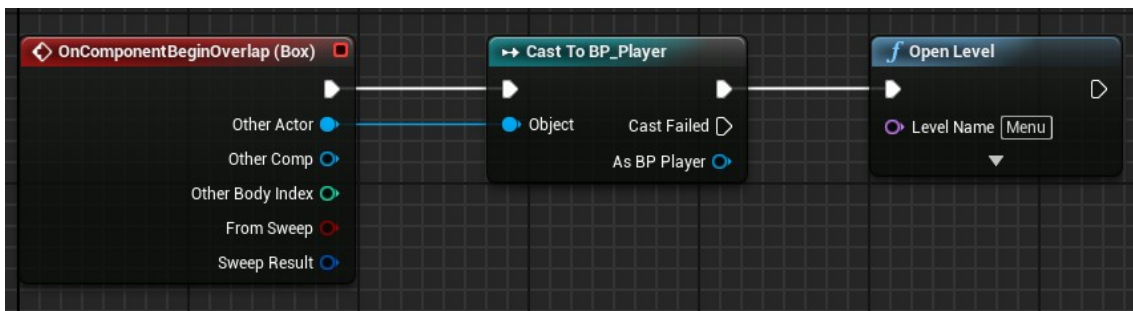 OnComponentBeginOverlap (Box)
Other Actor
Other Comp
Other Body Index
From Sweep
Sweep Result
Cast To BP_Player
Object
Cast Failed
As BP Player
f Open Level
Level Name Menu